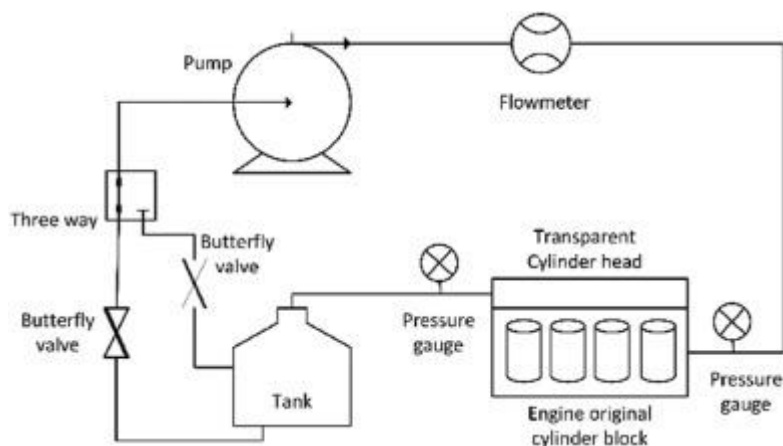 Pump
Flowmeter
Three way
Butterfly
valve
Transparent
Cylinder head
Butterfly
valve
Pressure
gauge
Tank
Pressure
gauge
Engine original
cylinder block